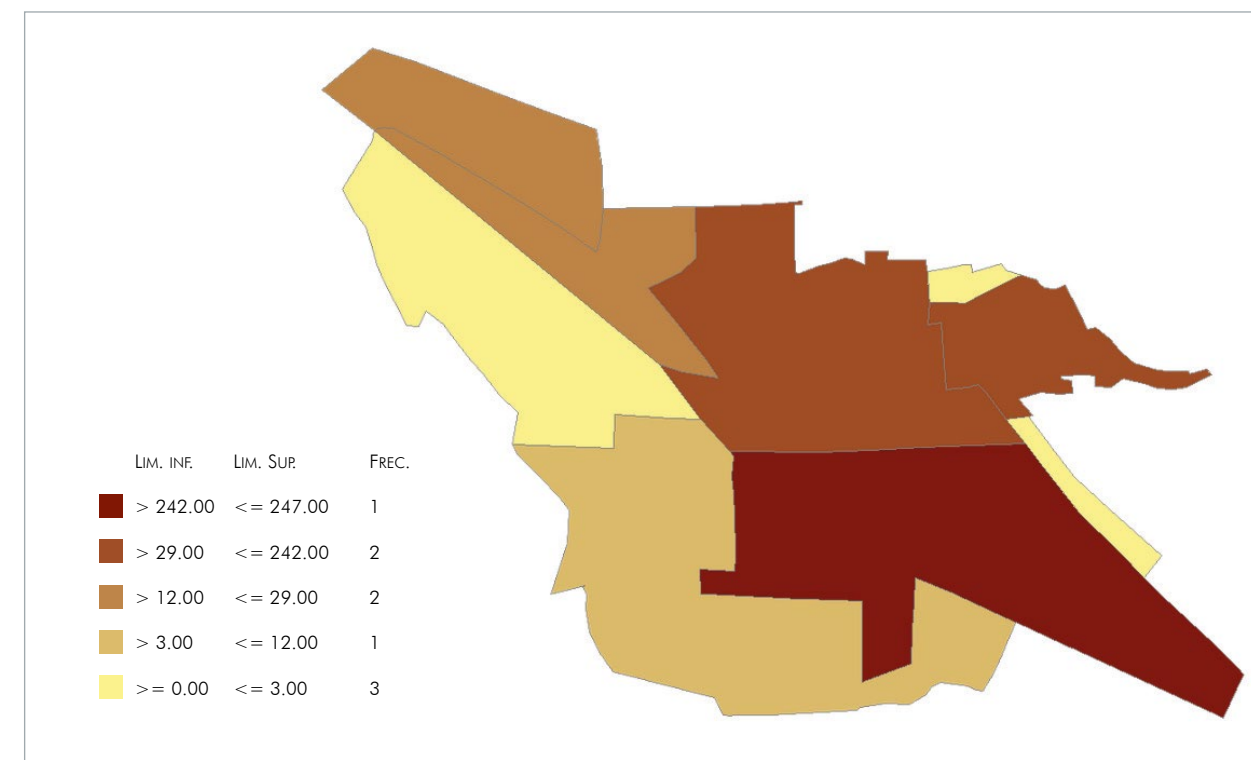 LIM. INF. LIM. SUP. FREC.
> 242.00 <= 247.00 1
> 29.00 <= 242.00 2
> 12.00 <= 29.00 2
> 3.00 <= 12.00 1
>= 0.00 <= 3.00 3